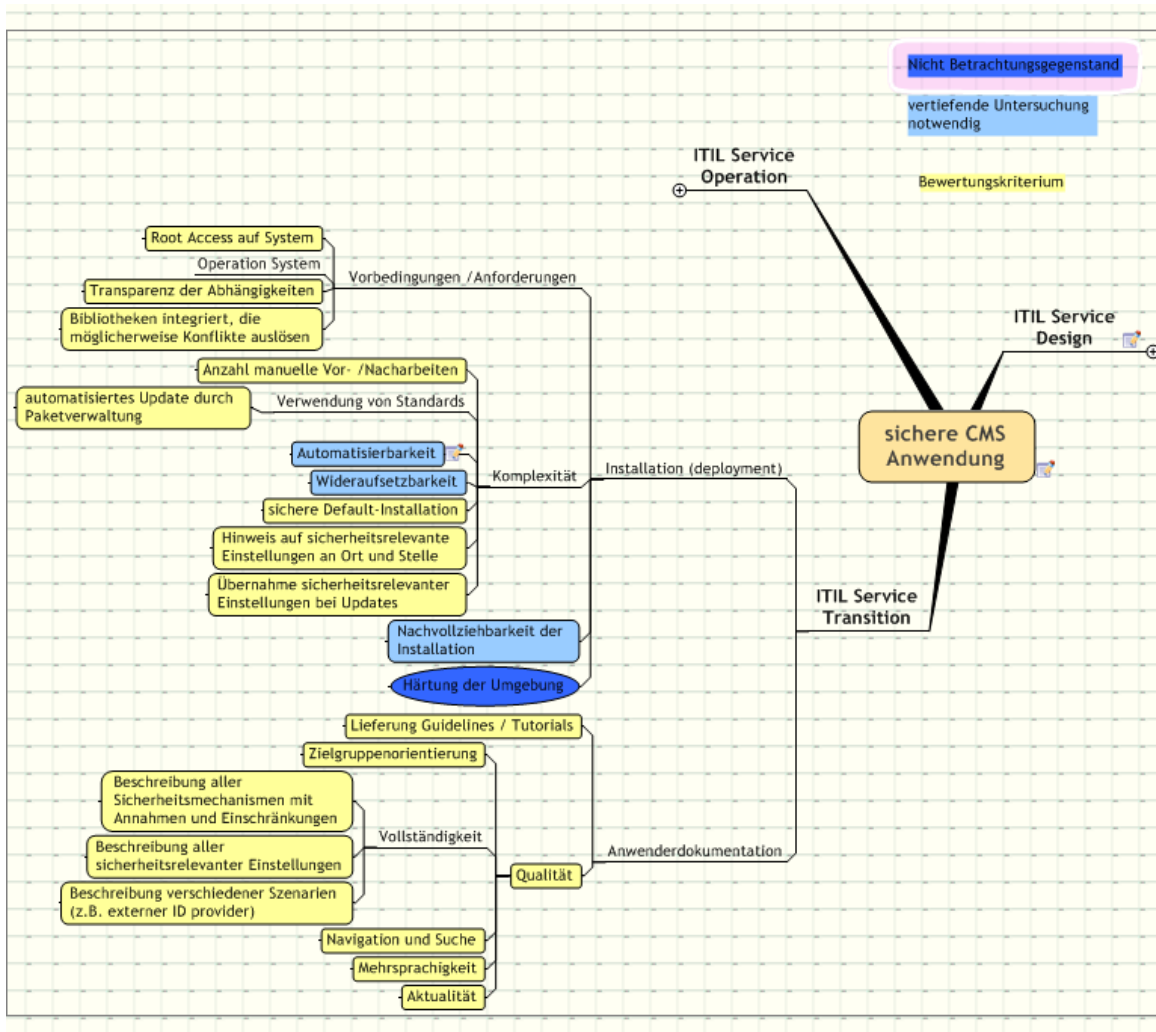 Nicht Betrachtungsgegenstand
vertiefende Untersuchung
notwendig
Bewertungskriterium
ITIL Service
Operation
ITIL Service
Design
sichere CMS
Anwendung
ITIL Service
Transition
Installation (deployment)
Vorbedingungen /Anforderungen
Root Access auf System
Operation System
Transparenz der Abhängigkeiten
Bibliotheken integriert, die
möglicherweise Konflikte auslösen
Komplexität
Anzahl manuelle Vor- /Nacharbeiten
Verwendung von Standards
automatisiertes Update durch
Paketverwaltung
Automatisierbarkeit
Wideraufsetzbarkeit
sichere Default-Installation
Hinweis auf sicherheitsrelevante
Einstellungen an Ort und Stelle
Übernahme sicherheitsrelevanter
Einstellungen bei Updates
Nachvollziehbarkeit der
Installation
Härtung der Umgebung
Anwenderdokumentation
Lieferung Guidelines / Tutorials
Qualität
Zielgruppenorientierung
Vollständigkeit
Beschreibung aller
Sicherheitsmechanismen mit
Annahmen und Einschränkungen
Beschreibung aller
sicherheitsrelevanter Einstellungen
Beschreibung verschiedener Szenarien
(z.B. externer ID provider)
Navigation und Suche
Mehrsprachigkeit
Aktualität